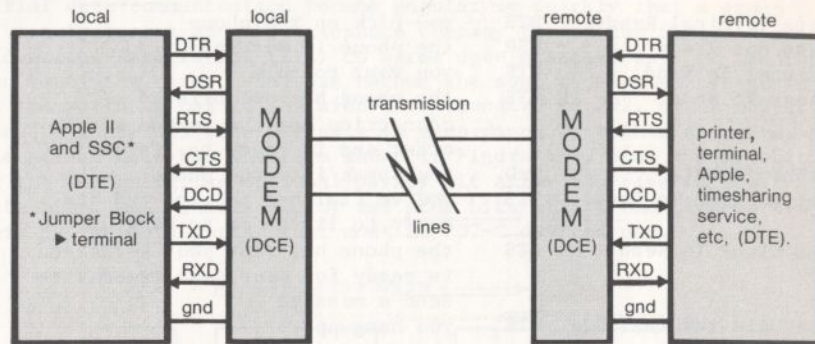 local
local
remote
remote
DTR
DSR
RTS
CTS
DCD
TXD
RXD
gnd
Apple II
and SSC*
(DTE)
*Jumper Block
▶ terminal
MODEM
(DCE)
transmission
lines
MODEM
(DCE)
DTR
DSR
RTS
CTS
DCD
TXD
RXD
gnd
printer,
terminal,
Apple,
timesharing
service,
etc, (DTE).